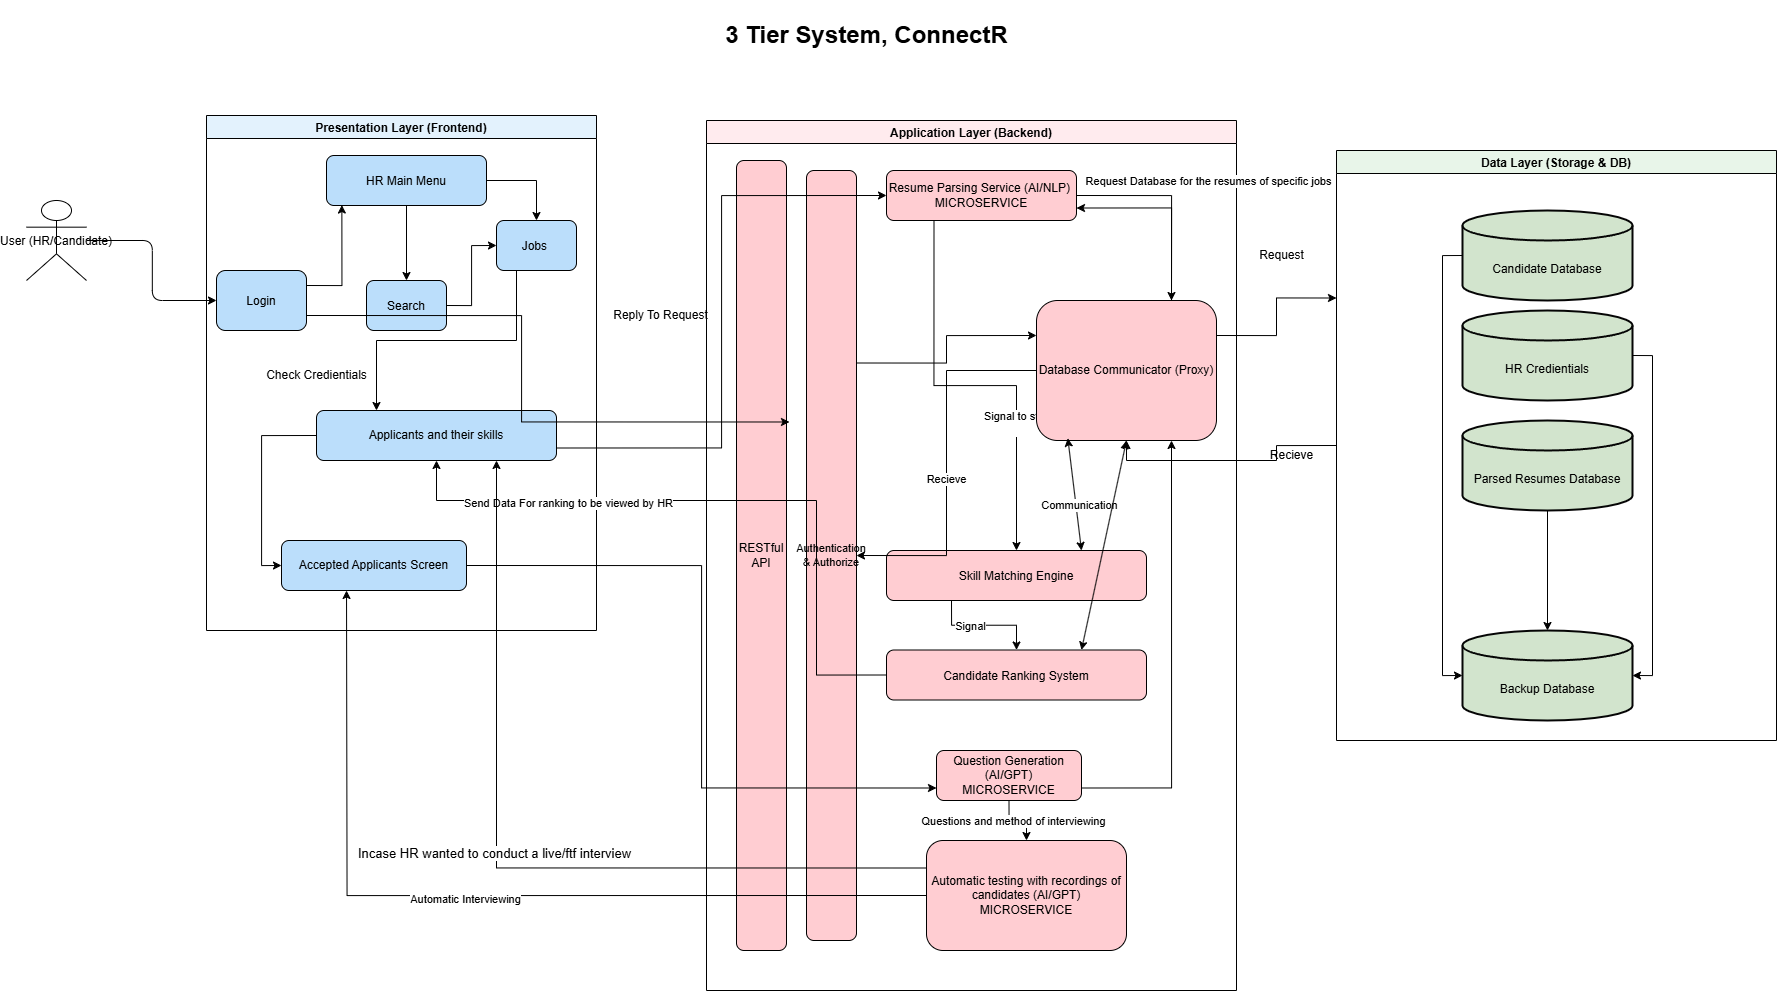 3 Tier System, ConnectR
Presentation Layer (Frontend)
HR Main Menu
User (HR/Candidate)
Jobs
Login
Search
Check Credentials
Applicants and their skills
Send Data For ranking to be viewed by HR
Accepted Applicants Screen
Reply To Request
Incase HR wanted to conduct a live/ftf interview
Automatic Interviewing
Application Layer (Backend)
RESTful
API
Authentication
& Authorize
Resume Parsing Service (AI/NLP)
MICROSERVICE
Request Database for the resumes of specific jobs
Database Communicator (Proxy)
Signal to s
Recieve
Communication
Skill Matching Engine
Signal
Candidate Ranking System
Question Generation
(AI/GPT)
MICROSERVICE
Questions and method of interviewing
Automatic testing with recordings of
candidates (AI/GPT)
MICROSERVICE
Request
Recieve
Data Layer (Storage & DB)
Candidate Database
HR Credentials
Parsed Resumes Database
Backup Database